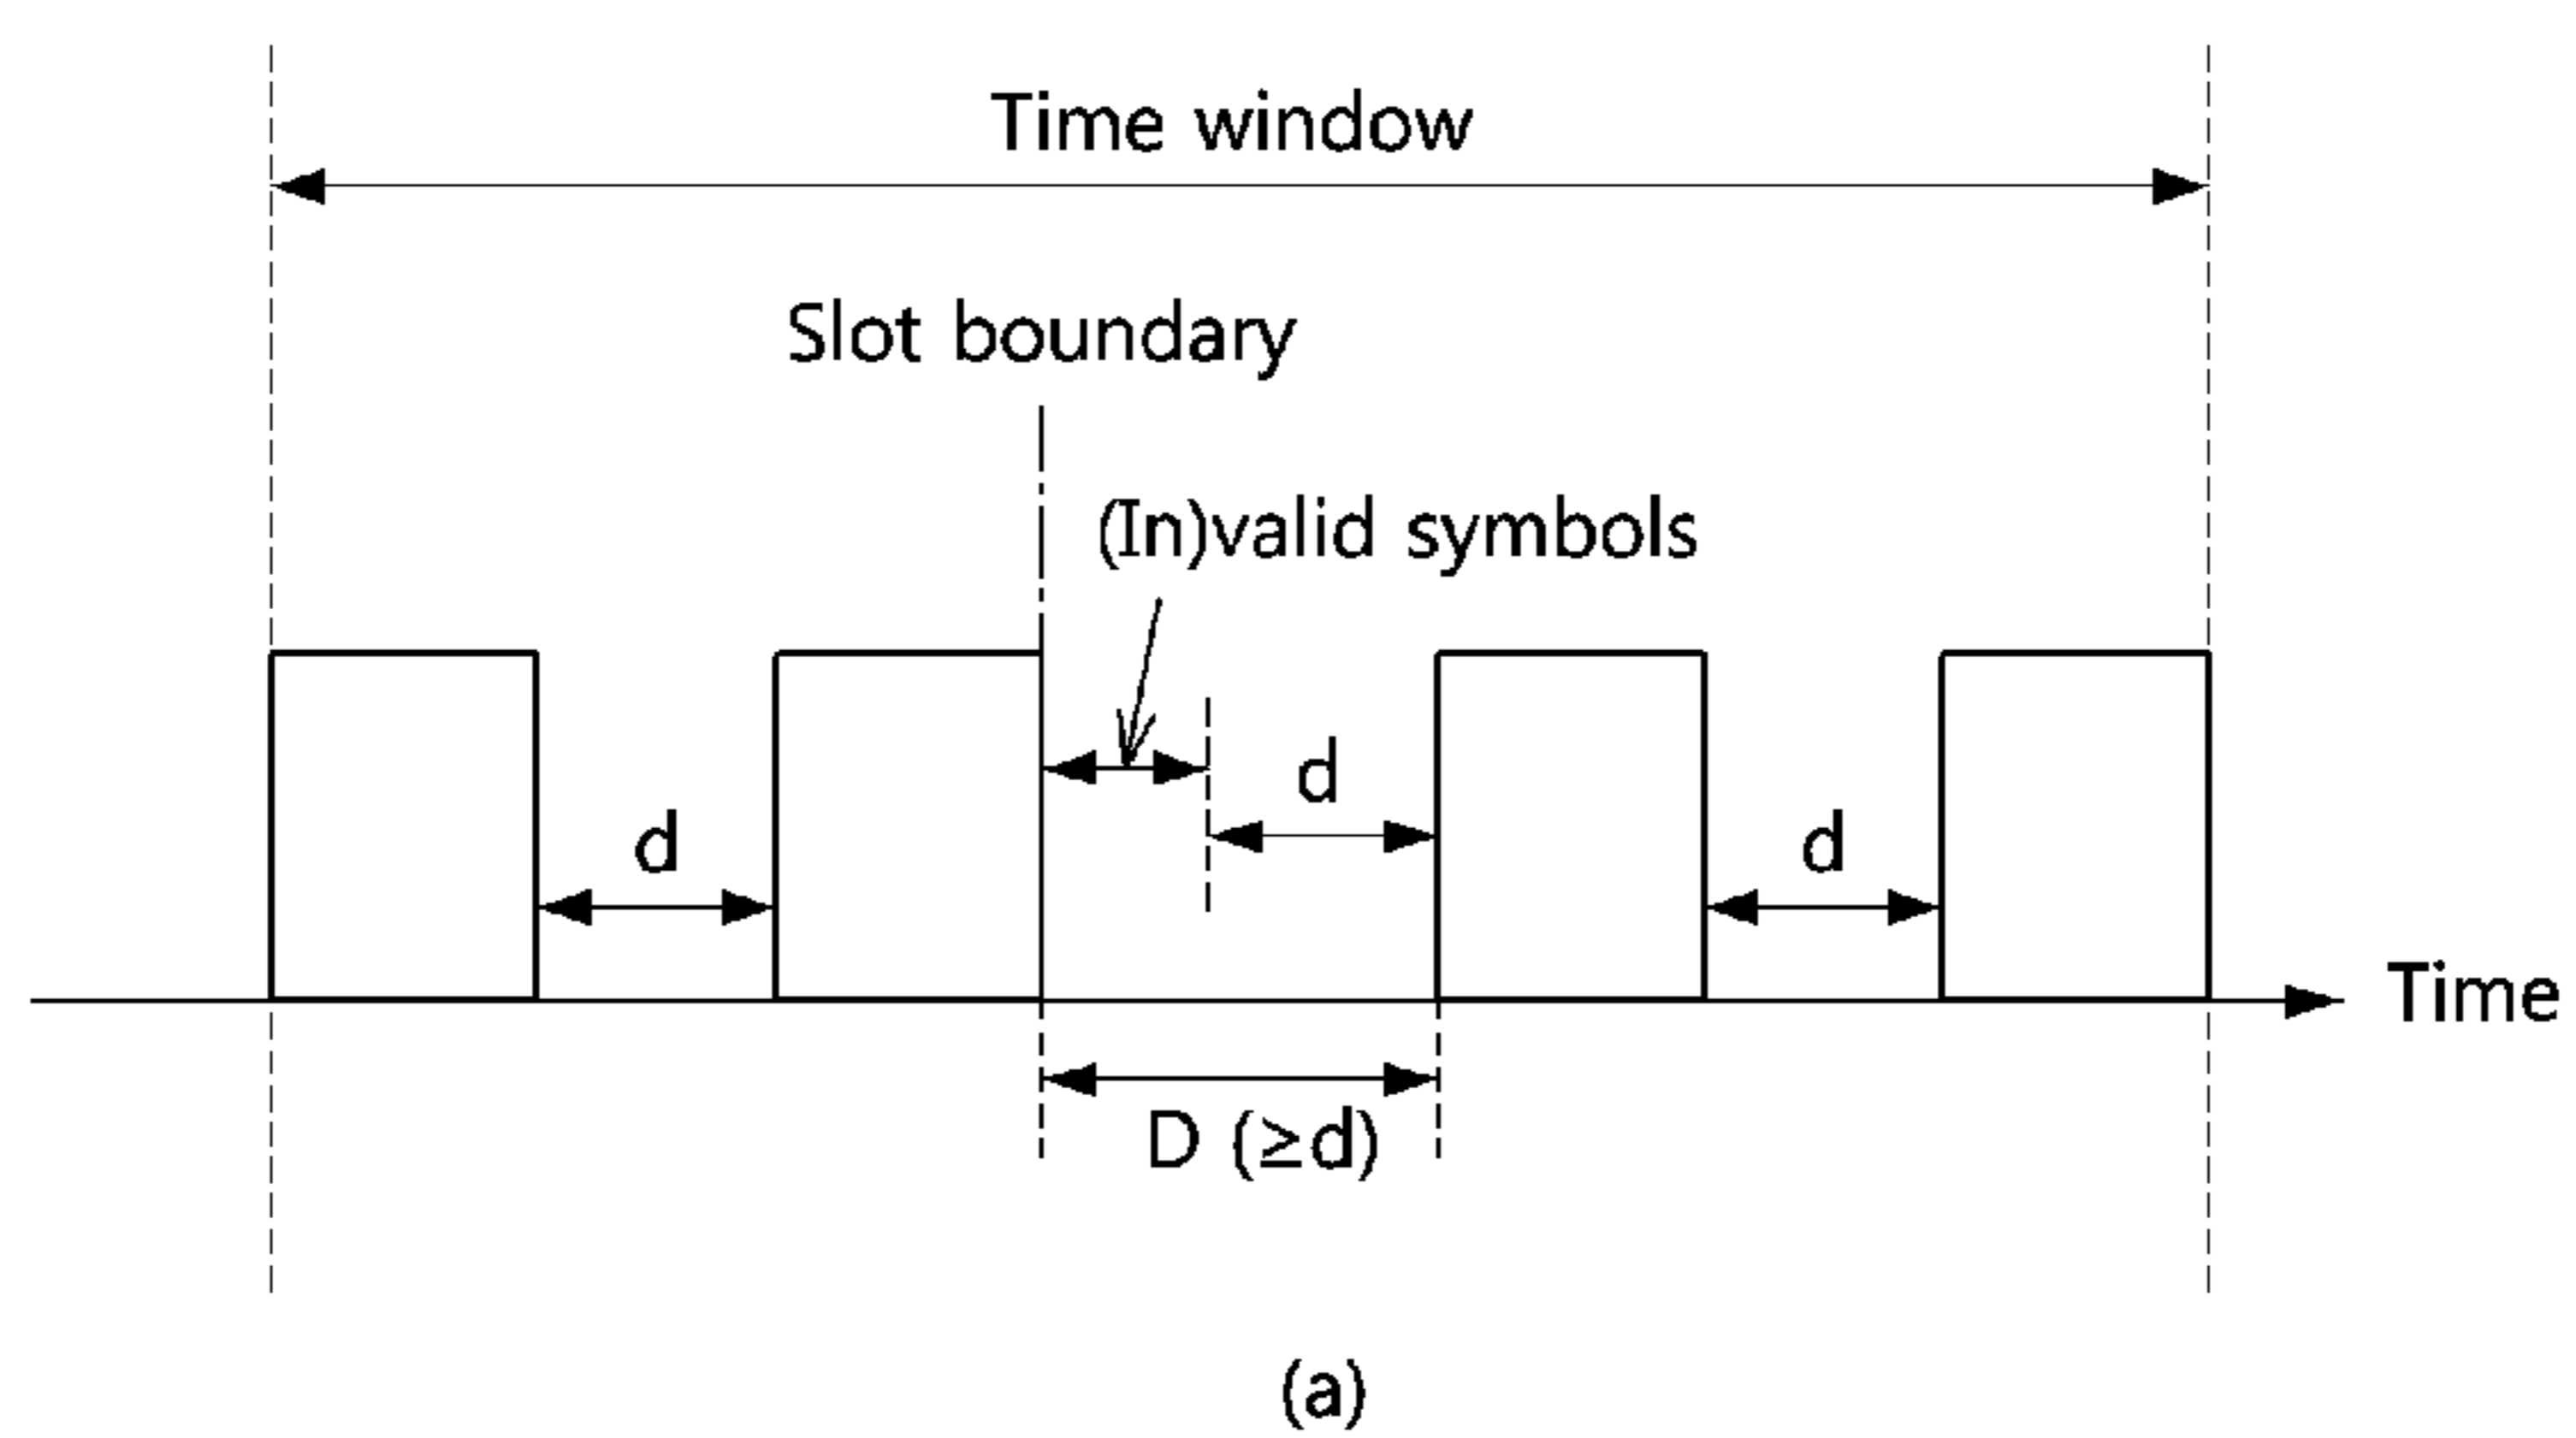 Time window
Slot boundary
(In)valid symbols
d
d
d
Time
D (≥d)
(a)